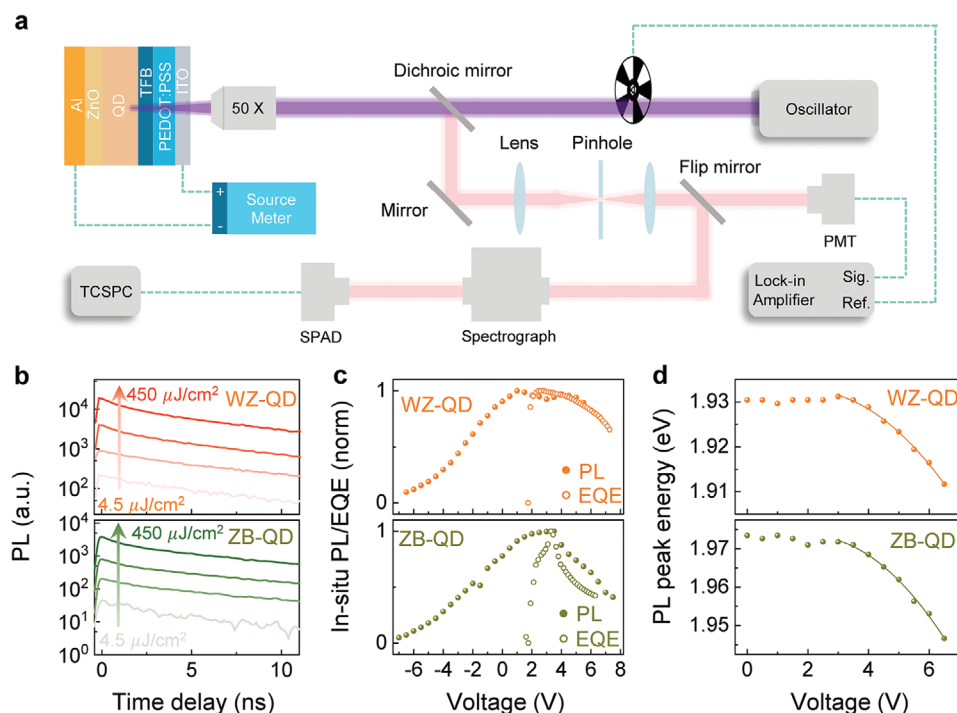 a
Al
ZnO
QD
TFB
PEDOT:PSS
ITO
50 X
Dichroic mirror
Oscillator
Lens
Pinhole
Flip mirror
Mirror
+
-
Source
Meter
PMT
TCSPC
SPAD
Spectrograph
Lock-in
Amplifier
Sig.
Ref.
b
450 μJ/cm²
WZ-QD
4.5 μJ/cm²
10⁴
10³
10²
450 μJ/cm²
ZB-QD
4.5 μJ/cm²
10⁴
10³
10²
10¹
10⁰
PL (a.u.)
0
5
10
Time delay (ns)
c
WZ-QD
PL
EQE
1
0
ZB-QD
PL
EQE
1
0
In-situ PL/EQE (norm)
-6
-4
-2
0
2
4
6
8
Voltage (V)
d
WZ-QD
1.93
1.92
1.91
ZB-QD
1.97
1.96
1.95
PL peak energy (eV)
0
2
4
6
Voltage (V)